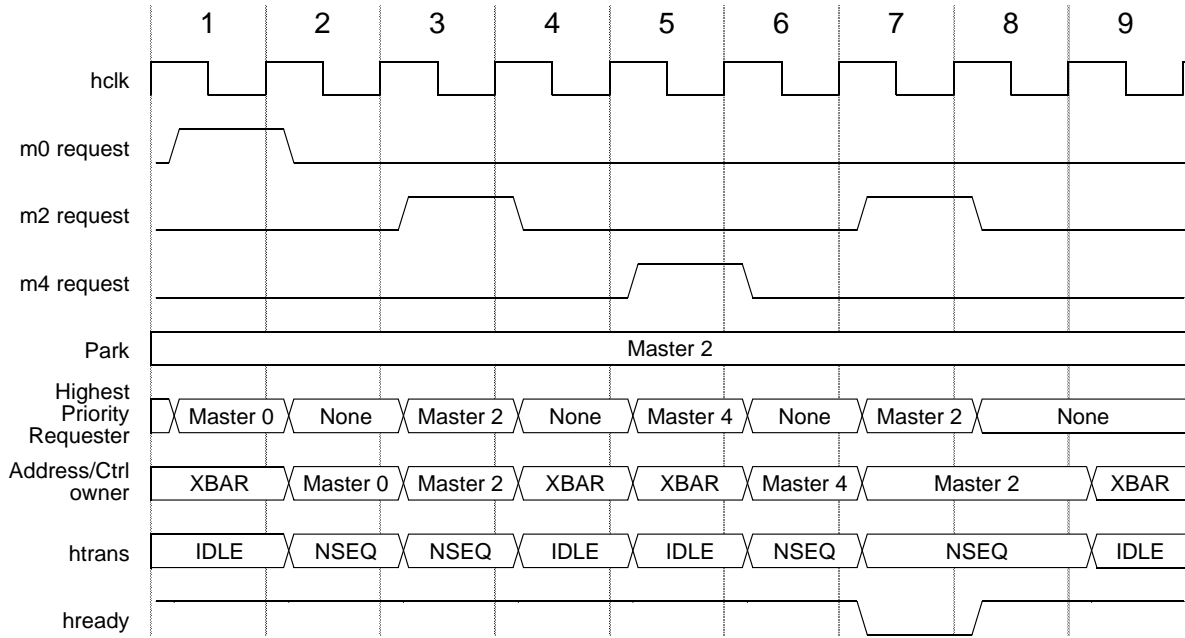 1 2 3 4 5 6 7 8 9
hclk
m0 request
m2 request
m4 request
Park Master 2
Highest
Priority
Requester
Master 0 None Master 2 None Master 4 None Master 2 None
Address/Ctrl
owner
XBAR Master 0 Master 2 XBAR XBAR Master 4 Master 2 XBAR
htrans IDLE NSEQ NSEQ IDLE IDLE NSEQ NSEQ IDLE
hready